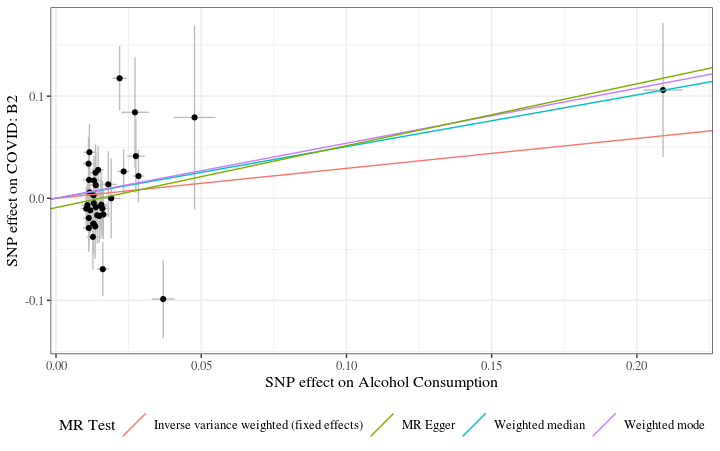 SNP effect on COVID: B2
0.1
0.0
-0.1
0.00 0.05 0.10 0.15 0.20
SNP effect on Alcohol Consumption
MR Test Inverse variance weighted (fixed effects) MR Egger Weighted median Weighted mode